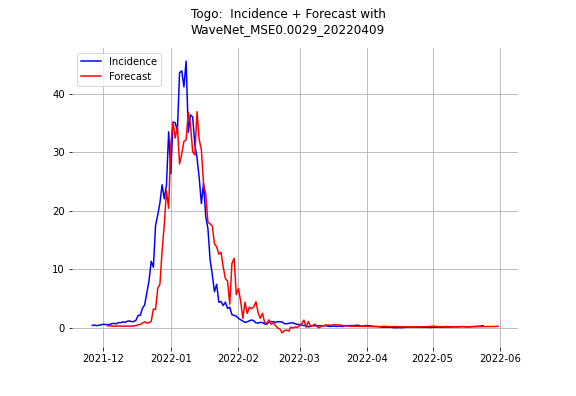 Togo:  Incidence + Forecast with
WaveNet_MSE0.0029_20220409
Incidence
Forecast
40
30
20
10
0
2021-12 2022-01 2022-02 2022-03 2022-04 2022-05 2022-06